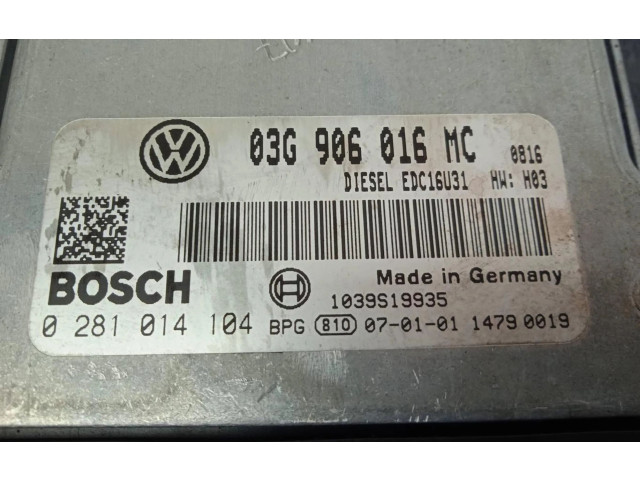 03G 906 016 MC 0816
DIESEL EDC16U31 HW: H03
BOSCH Made in Germany
1039S19935
0 281 014 104 BPG 810 07-01-01 1479 0019